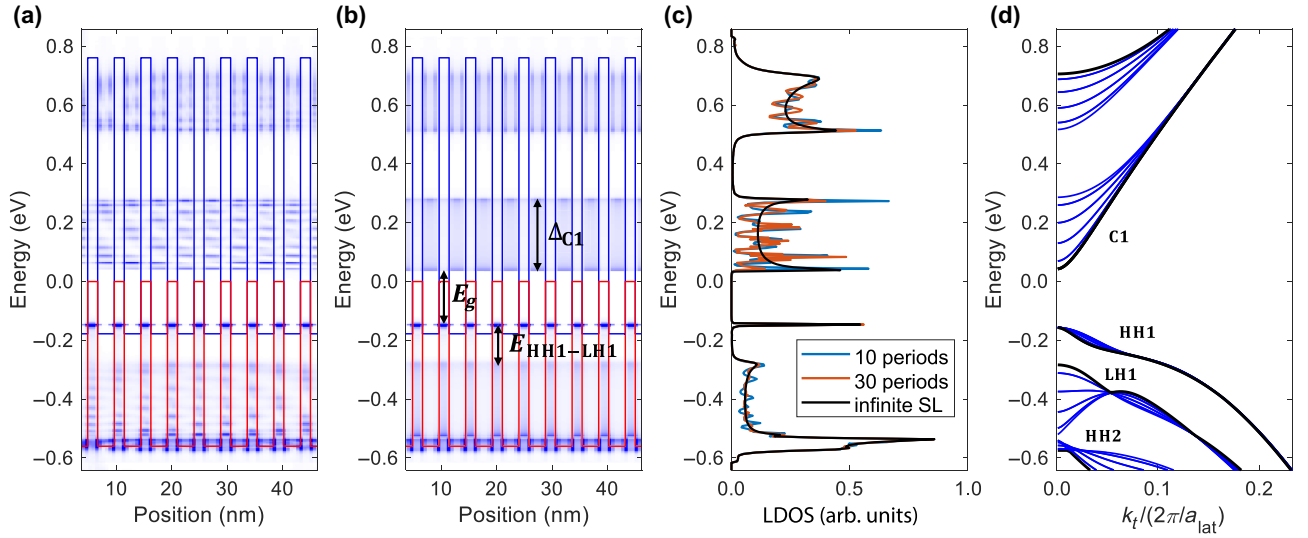 (a)
Energy (eV)
0.8
0.6
0.4
0.2
0.0
−0.2
−0.4
−0.6
10 20 30 40
Position (nm)
(b)
Energy (eV)
0.8
0.6
0.4
0.2
0.0
−0.2
−0.4
−0.6
ΔC1
Eg
EHH1−LH1
10 20 30 40
Position (nm)
(c)
Energy (eV)
0.8
0.6
0.4
0.2
0.0
−0.2
−0.4
−0.6
10 periods
30 periods
infinite SL
0.0 0.5 1.0
LDOS (arb. units)
(d)
Energy (eV)
0.8
0.6
0.4
0.2
0.0
−0.2
−0.4
−0.6
C1
HH1
LH1
HH2
0.0 0.1 0.2
kt/(2π/alat)